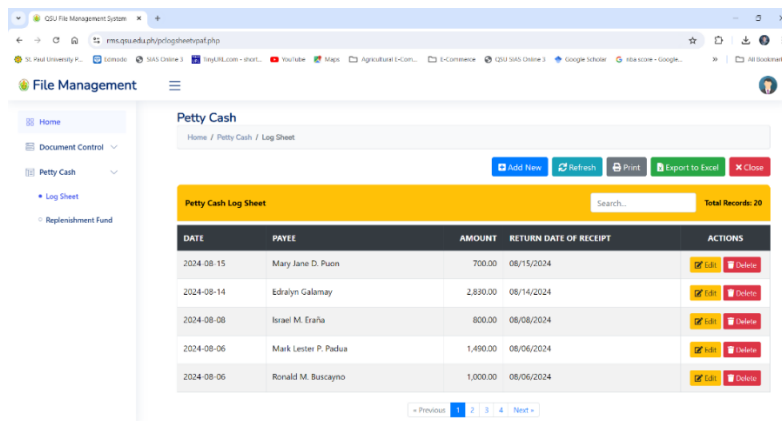 QSU File Management System
rms.qsu.edu.ph/pclogsheetvpaf.php
St. Paul University P...
Edmodo
SIAS Online 3
TinyURL.com - short...
YouTube
Maps
Agricultural E-Com...
E-Commerce
QSU SIAS Online 3
Google Scholar
nba score - Google...
All Bookmarks
File Management
Home
Document Control
Petty Cash
Log Sheet
Replenishment Fund
Petty Cash
Home / Petty Cash / Log Sheet
Add New Refresh Print Export to Excel Close
Petty Cash Log Sheet Search.. Total Records: 20
DATE PAYEE AMOUNT RETURN DATE OF RECEIPT ACTIONS
2024-08-15 Mary Jane D. Puon 700.00 08/15/2024 Edit Delete
2024-08-14 Edralyn Galamay 2,830.00 08/14/2024 Edit Delete
2024-08-08 Israel M. Eraña 800.00 08/08/2024 Edit Delete
2024-08-06 Mark Lester P. Padua 1,490.00 08/06/2024 Edit Delete
2024-08-06 Ronald M. Buscayno 1,000.00 08/06/2024 Edit Delete
« Previous 1 2 3 4 Next »